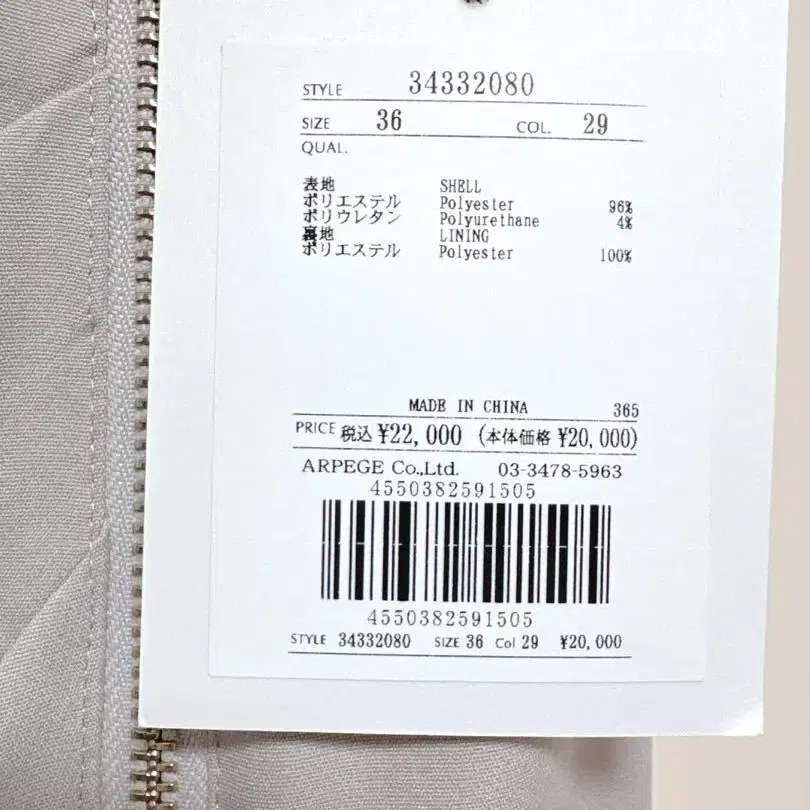 STYLE 34332080
SIZE 36 COL. 29
QUAL.
表地 SHELL
ポリエステル Polyester 96%
ポリウレタン Polyurethane 4%
裏地 LINING
ポリエステル Polyester 100%
MADE IN CHINA 365
PRICE 税込 ¥22,000 (本体価格 ¥20,000)
ARPEGE Co.,Ltd. 03-3478-5963
4550382591505
4550382591505
STYLE 34332080 SIZE 36 Col 29 ¥20,000